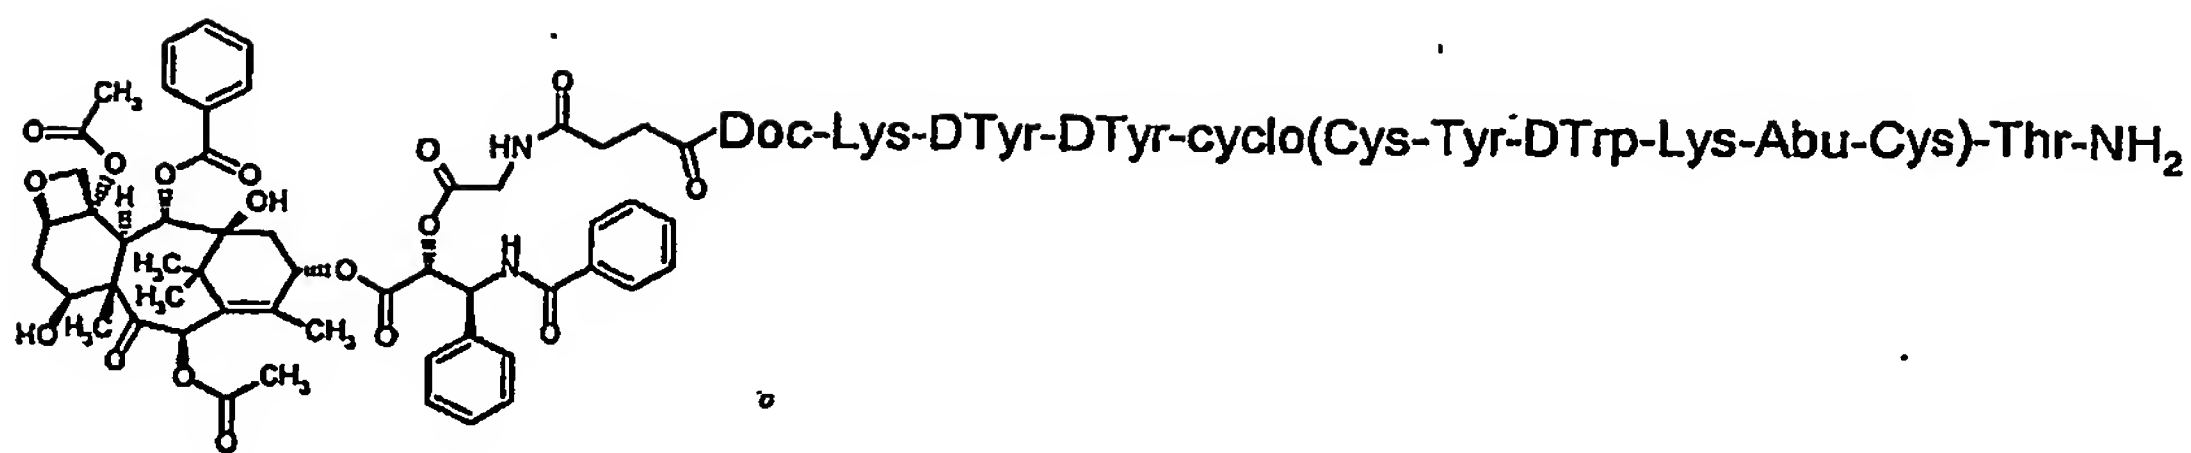 CH3
O
O
HN
O
Doc-Lys-DTyr-DTyr-cyclo(Cys-Tyr-DTrp-Lys-Abu-Cys)-Thr-NH2
O
O
O
O
O
O
H
OH
O
H3C
H3C
O
O
H
N
O
HO
H3C
O
CH3
O
CH3
O